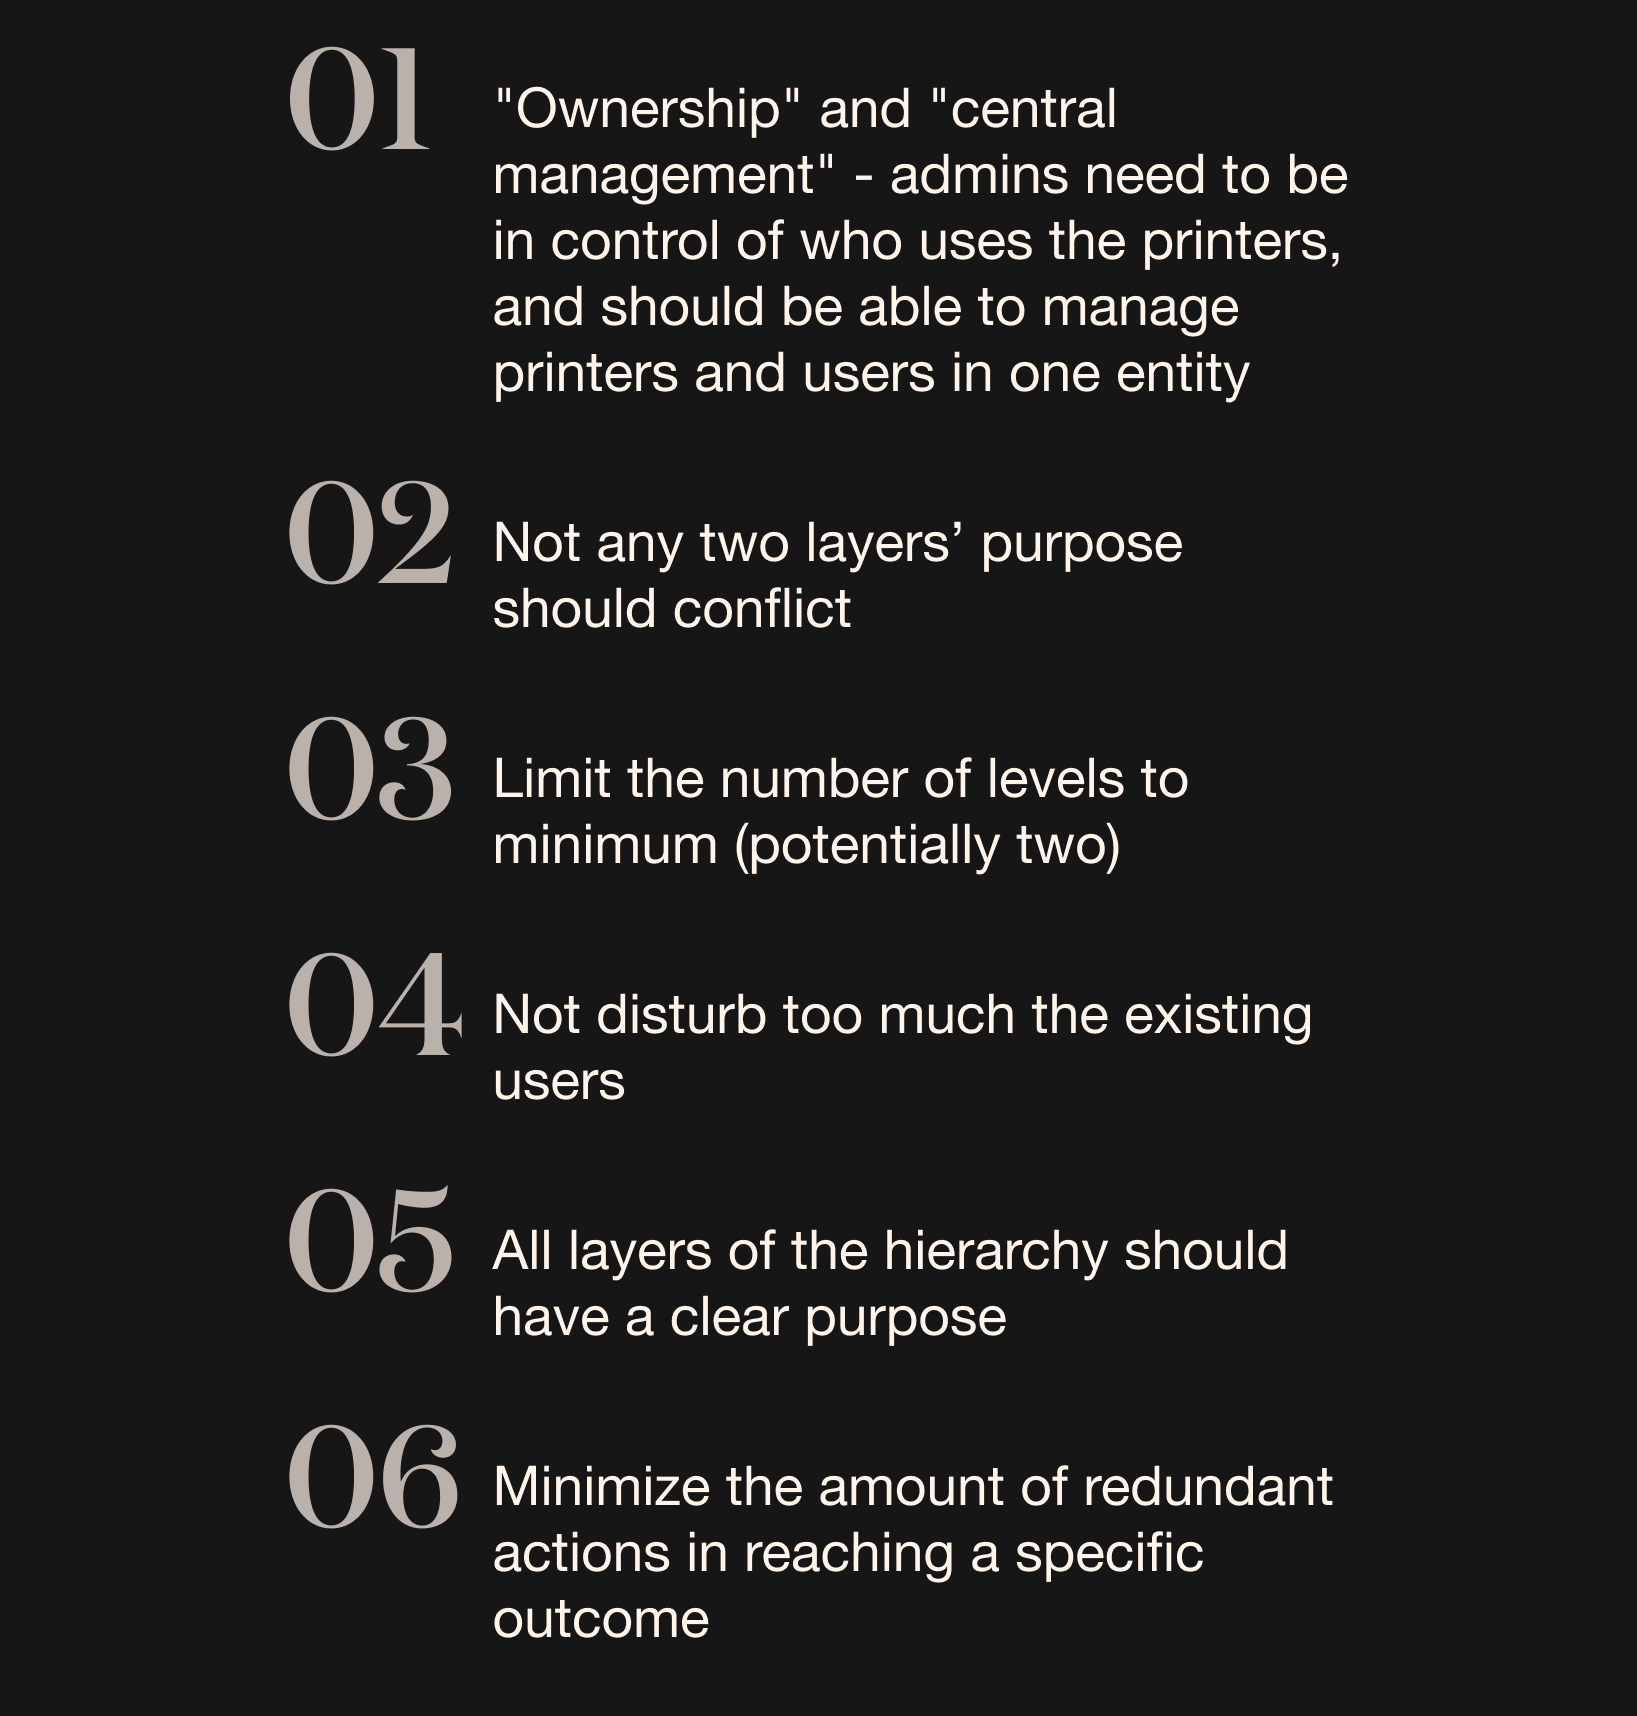 01
"Ownership" and "central
management" - admins need to be
in control of who uses the printers,
and should be able to manage
printers and users in one entity
02
Not any two layers’ purpose
should conflict
03
Limit the number of levels to
minimum (potentially two)
04
Not disturb too much the existing
users
05
All layers of the hierarchy should
have a clear purpose
06
Minimize the amount of redundant
actions in reaching a specific
outcome